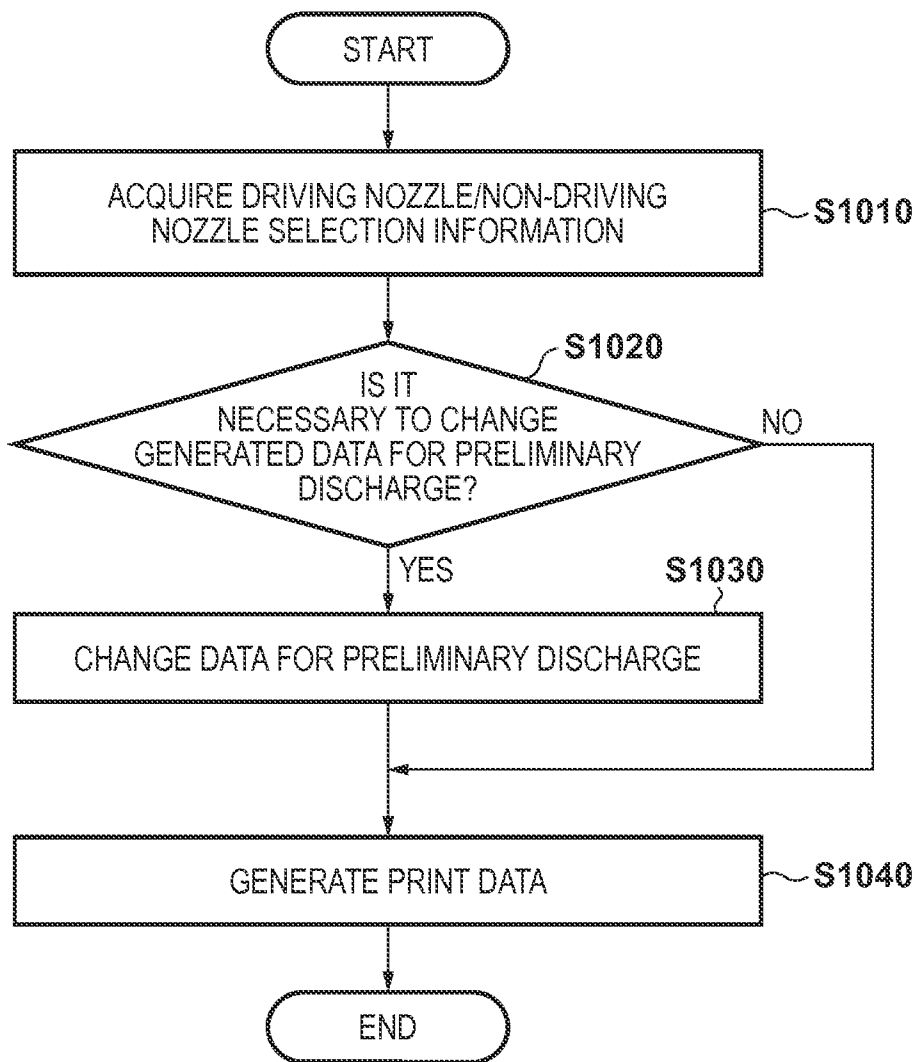 START
ACQUIRE DRIVING NOZZLE/NON-DRIVING
NOZZLE SELECTION INFORMATION
S1010
S1020
IS IT
NECESSARY TO CHANGE
GENERATED DATA FOR PRELIMINARY
DISCHARGE?
NO
YES
S1030
CHANGE DATA FOR PRELIMINARY DISCHARGE
GENERATE PRINT DATA
S1040
END